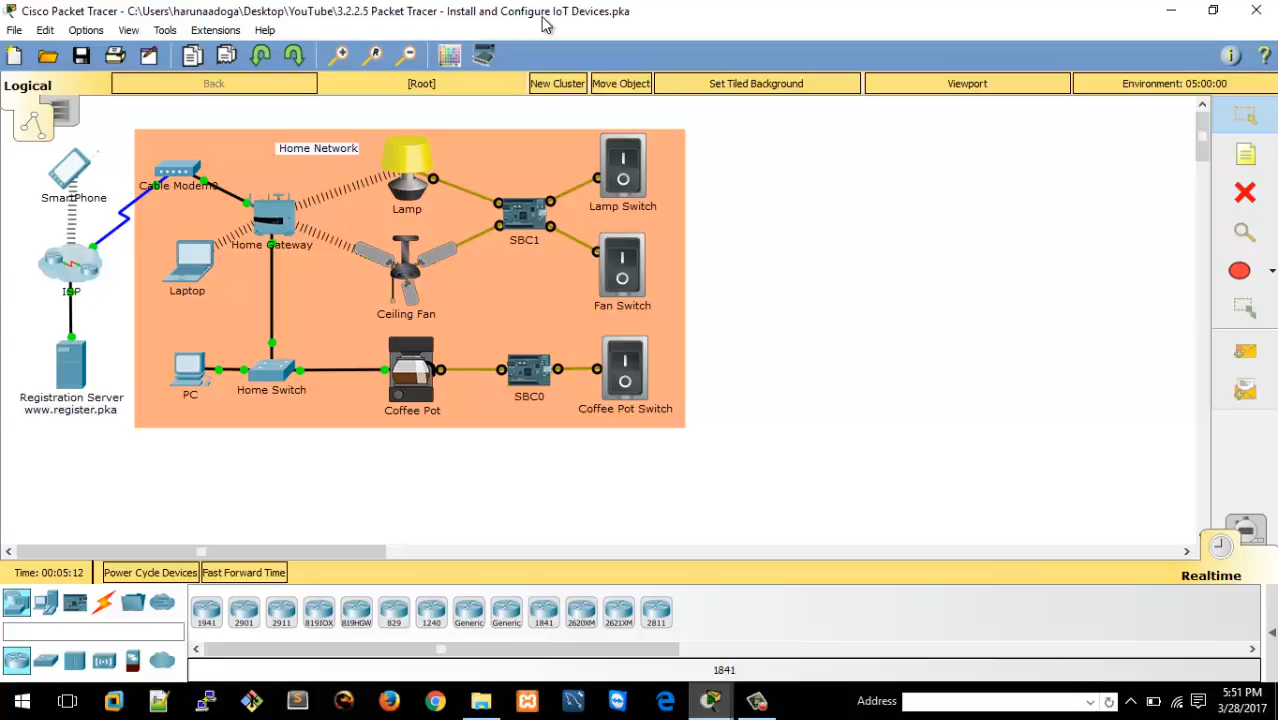 Cisco Packet Tracer - C:\Users\harunaadoga\Desktop\YouTube\3.2.2.5 Packet Tracer - Install and Configure IoT Devices.pka
File Edit Options View Tools Extensions Help
Logical
Back
[Root]
New Cluster
Move Object
Set Tiled Background
Viewport
Environment: 05:00:00
Home Network
SmartPhone
Cable Modem0
Lamp
Lamp Switch
Home Gateway
SBC1
ISP
Laptop
Ceiling Fan
Fan Switch
PC
Home Switch
Coffee Pot
SBC0
Coffee Pot Switch
Registration Server
www.register.pka
Time: 00:05:12
Power Cycle Devices
Fast Forward Time
Realtime
1941 2901 2911 819IOX 819HGW 829 1240 Generic Generic 1841 2620XM 2621XM 2811
1841
Address
5:51 PM
3/28/2017